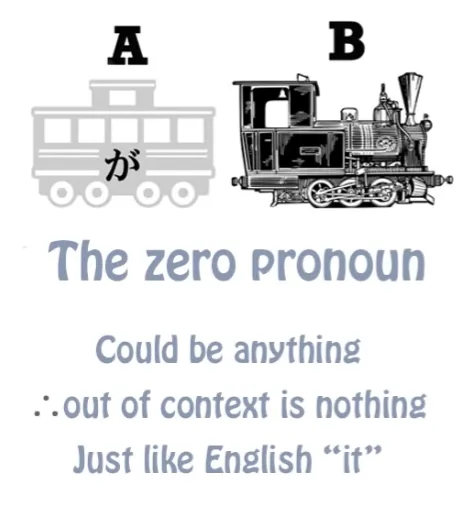 A B
が
The zero pronoun
Could be anything
∴out of context is nothing
Just like English “it”